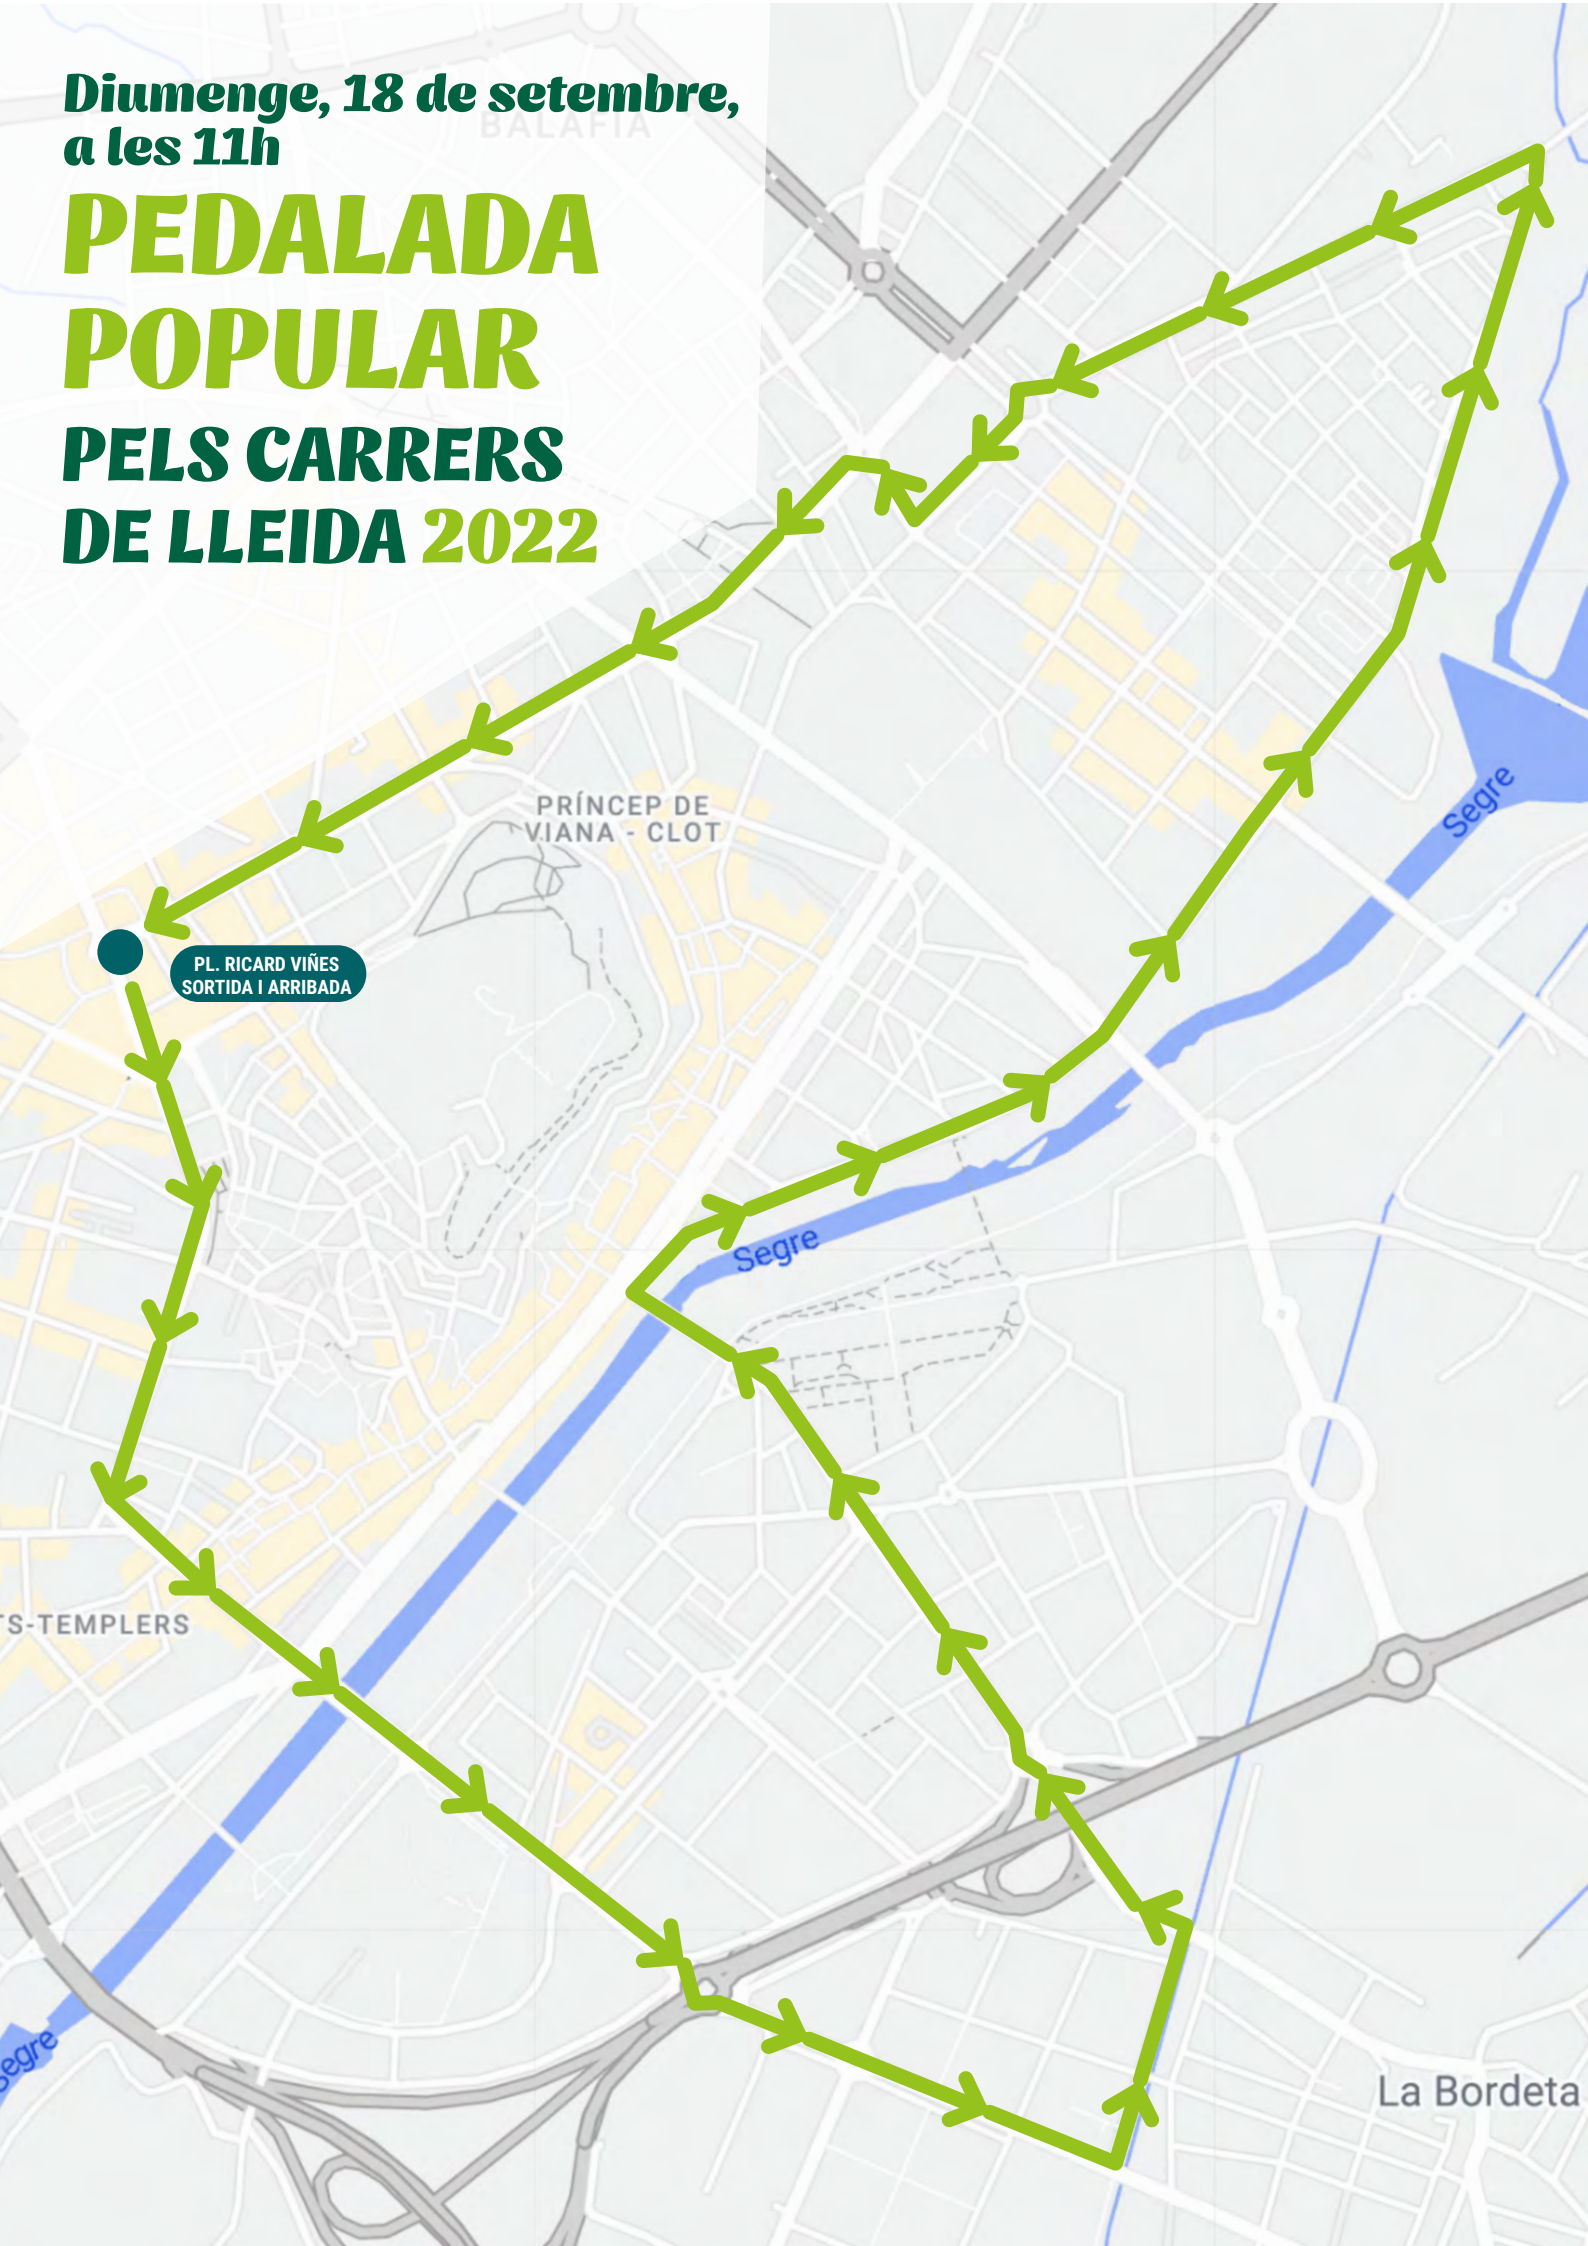 Diumenge, 18 de setembre,
a les 11h
BALÀFIA
PEDALADA
POPULAR
PELS CARRERS
DE LLEIDA 2022
PRÍNCEP DE
VIANA - CLOT
Segre
PL. RICARD VIÑES
SORTIDA I ARRIBADA
Segre
TS-TEMPLERS
Segre
La Bordeta